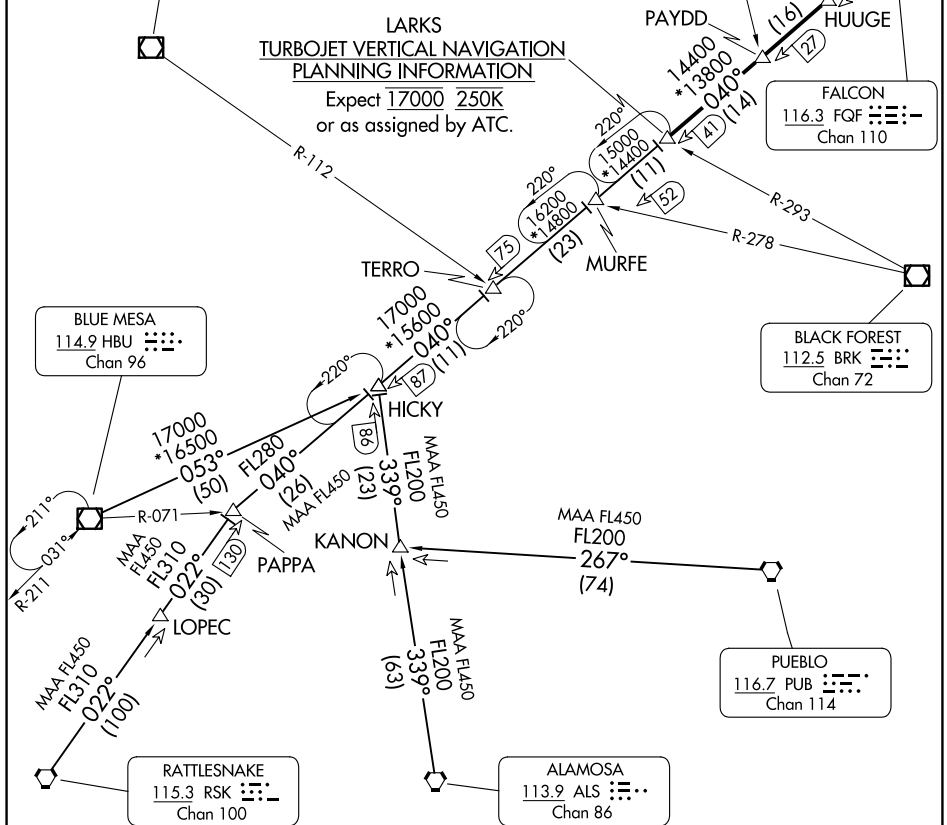 LARKS
TURBOJET VERTICAL NAVIGATION
PLANNING INFORMATION
Expect 17000 250K
or as assigned by ATC.
PAYDD
(16)
HUUGE
27
14400
*13800
040°
(14)
FALCON
116.3 FQF
Chan 110
220°
15000
*14400
(11)
41
R-112
220°
16200
*14800
(23)
52
R-293
R-278
MURFE
75
TERRO
BLACK FOREST
112.5 BRK
Chan 72
17000
*15600
040°
(11)
220°
BLUE MESA
114.9 HBU
Chan 96
220°
87
HICKY
17000
*16500
053°
(50)
FL280
040°
(26)
MAA FL450
86
MAA FL450
FL200
339°
(23)
211°
031°
R-211
R-071
PAPPA
130
KANON
MAA FL450
FL200
267°
(74)
MAA
FL450
FL310
022°
(30)
LOPEC
MAA FL450
FL310
022°
(100)
MAA FL450
FL200
339°
(63)
PUEBLO
116.7 PUB
Chan 114
RATTLESNAKE
115.3 RSK
Chan 100
ALAMOSA
113.9 ALS
Chan 86